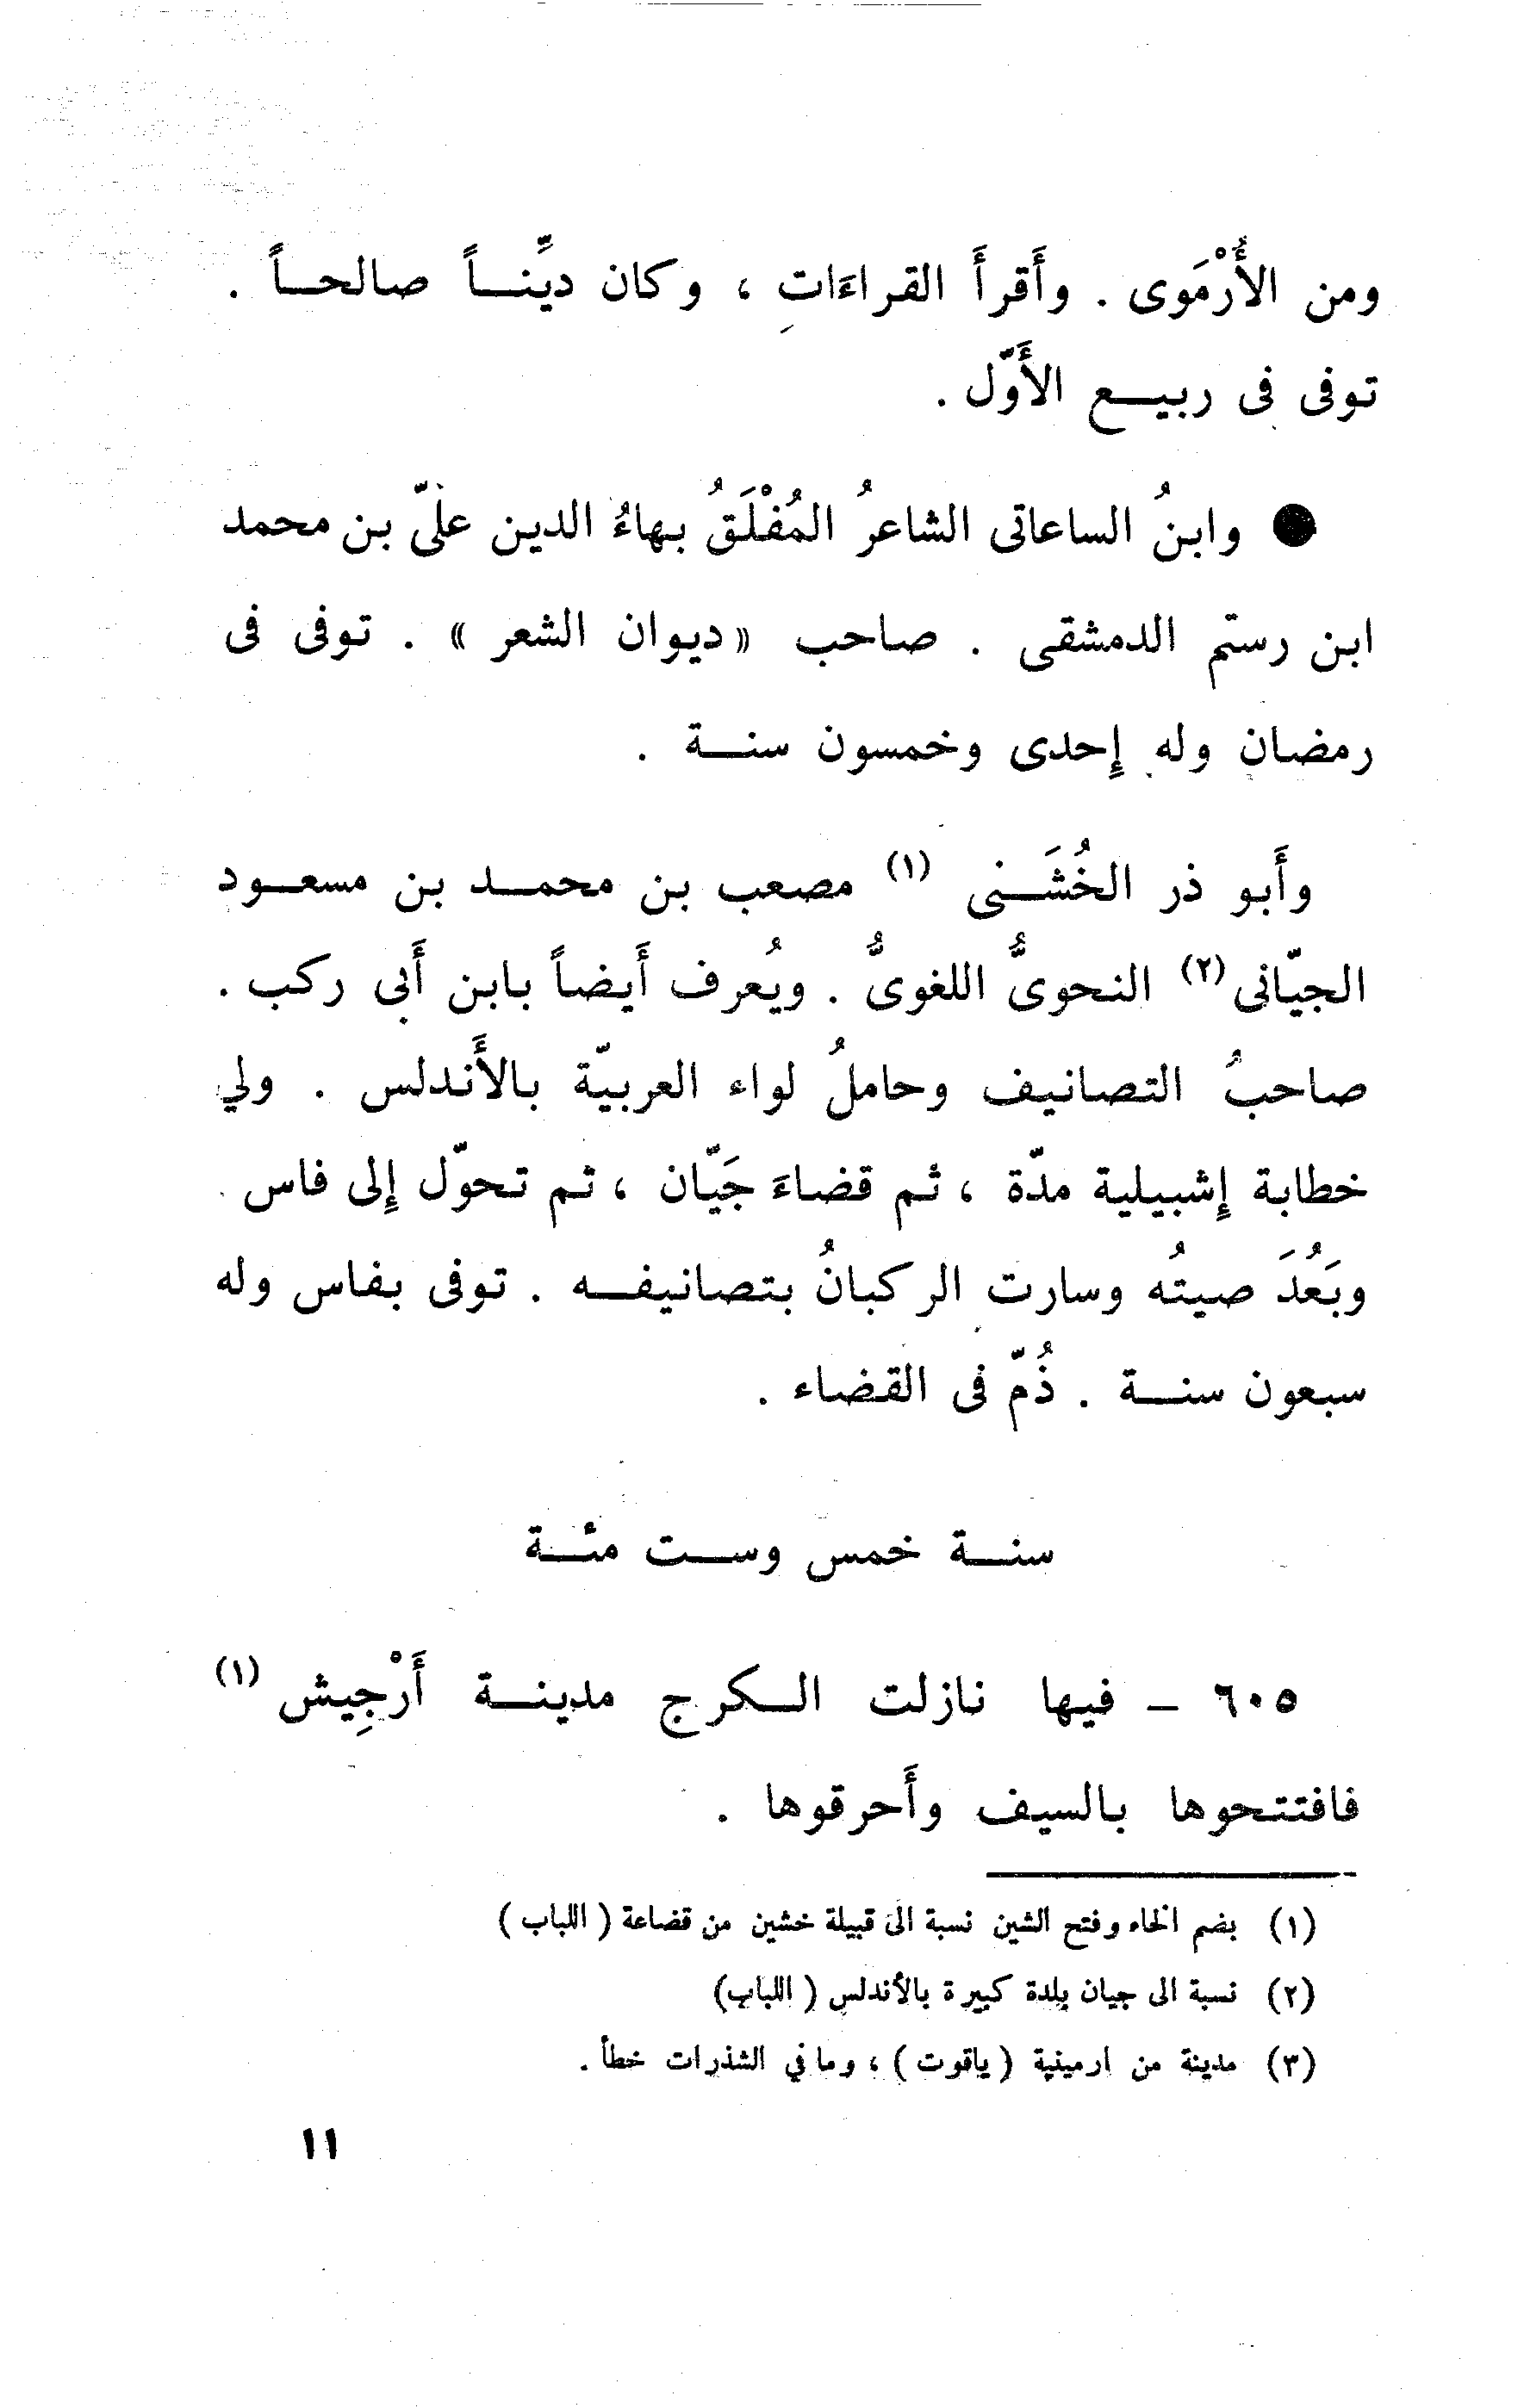 ومن الأُرْمَوى . وأَقرأَ القراءَاتِ ، وكان ديِّنــاً صالحــاً .
توفى فى ربيــع الأَوّل .
● وابنُ الساعاتى الشاعرُ المُفْلَقُ بهاءُ الدين علىّ بن محمد
ابن رستم الدمشقى . صاحب «ديوان الشعر » . توفى فى
رمضان وله إحدى وخمسون سنــة .
وأَبو ذر الخُشَــنى (١) مصعب بن محمــد بن مسعــود
الجيّانى (٢) النحوىُّ اللغوىُّ . ويُعرف أَيضاً بابن أَبى ركب .
صاحبُ التصانيف وحاملُ لواء العربيّة بالأَندلس . ولي
خطابة إشبيلية مدّة ، ثم قضاءَ جَيّان ، ثم تحوّل إلى فاس .
وبَعُدَ صيتُه وسارت الركبانُ بتصانيفــه . توفى بفاس وله
سبعون سنــة . ذُمّ فى القضاء .
سنــة خمس وســت مئــة
٦٠٥ – فيها نازلت الــكرج مدينــة أَرْجِيش (١)
فافتتحوها بالسيف وأَحرقوها .
(١) بضم الخاء وفتح الشين نسبة الى قبيلة خشين من قضاعة ( اللباب )
(٢) نسبة الى جيان بلدة كبيرة بالأندلس ( اللباب)
(٣) مدينة من ارمينية ( ياقوت ) ، وما في الشذرات خطأ .
١١